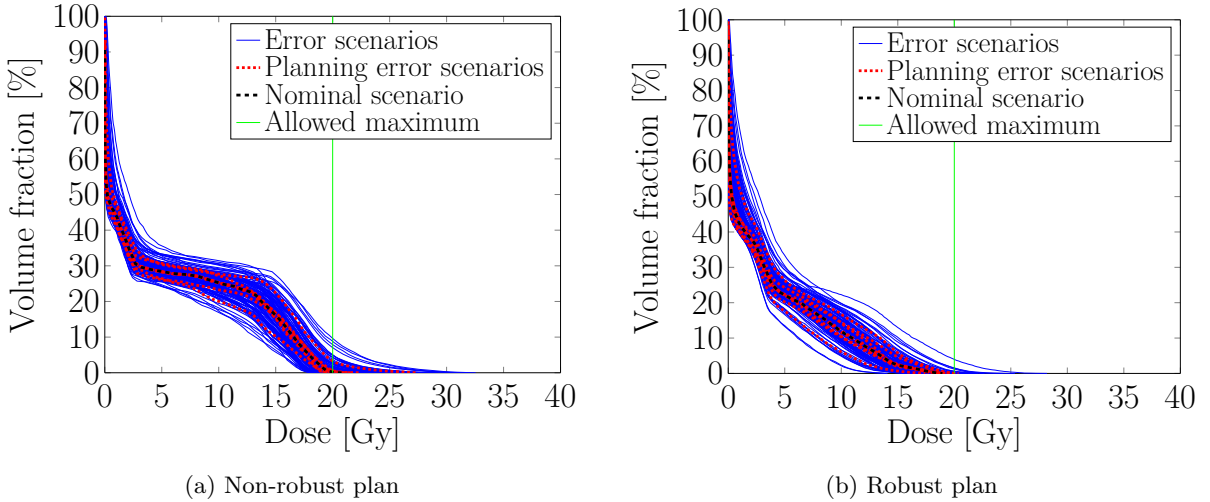 100
90
80
70
60
50
40
30
20
10
0
Volume fraction [%]
Error scenarios
Planning error scenarios
Nominal scenario
Allowed maximum
0 5 10 15 20 25 30 35 40
Dose [Gy]
(a) Non-robust plan
100
90
80
70
60
50
40
30
20
10
0
Volume fraction [%]
Error scenarios
Planning error scenarios
Nominal scenario
Allowed maximum
0 5 10 15 20 25 30 35 40
Dose [Gy]
(b) Robust plan